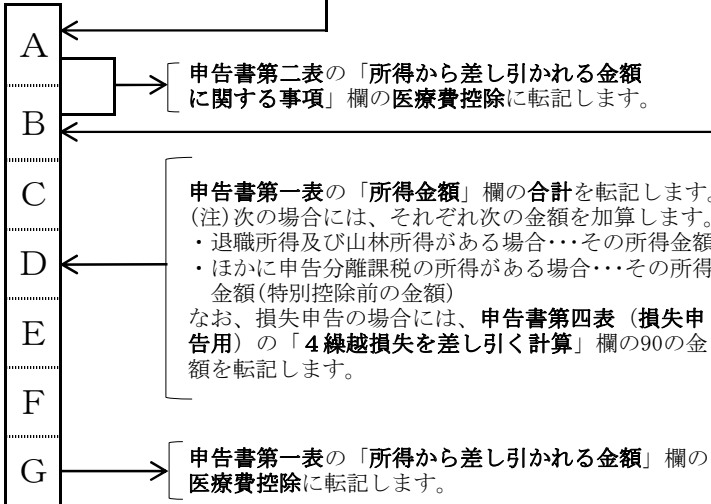 A
申告書第二表の「所得から差し引かれる金額
に関する事項」欄の医療費控除に転記します。
B
C
申告書第一表の「所得金額」欄の合計を転記します。
(注)次の場合には、それぞれ次の金額を加算します。
・退職所得及び山林所得がある場合･･･その所得金額
D
・ほかに申告分離課税の所得がある場合･･･その所得
金額(特別控除前の金額)
E
なお、損失申告の場合には、申告書第四表（損失申
告用）の「４繰越損失を差し引く計算」欄の90の金
額を転記します。
F
G
申告書第一表の「所得から差し引かれる金額」欄の
医療費控除に転記します。